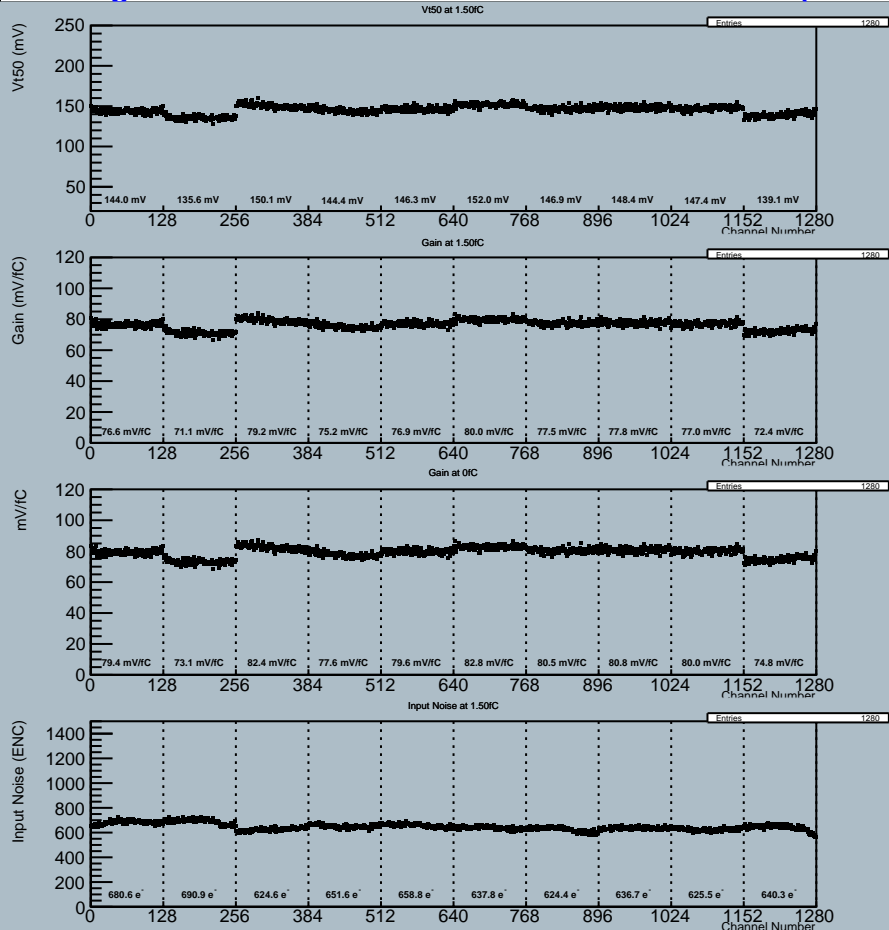 Vt50 at 1.50fC
Entries 1280
Vt50 (mV)
250
200
150
100
50
144.0 mV 135.6 mV 150.1 mV 144.4 mV 146.3 mV 152.0 mV 146.9 mV 148.4 mV 147.4 mV 139.1 mV
0 128 256 384 512 640 768 896 1024 1152 1280
Channel Number
Gain at 1.50fC
Entries 1280
Gain (mV/fC)
120
100
80
60
40
20
0
76.6 mV/fC 71.1 mV/fC 79.2 mV/fC 75.2 mV/fC 76.9 mV/fC 80.0 mV/fC 77.5 mV/fC 77.8 mV/fC 77.0 mV/fC 72.4 mV/fC
0 128 256 384 512 640 768 896 1024 1152 1280
Channel Number
Gain at 0fC
Entries 1280
mV/fC
120
100
80
60
40
20
0
79.4 mV/fC 73.1 mV/fC 82.4 mV/fC 77.6 mV/fC 79.6 mV/fC 82.8 mV/fC 80.5 mV/fC 80.8 mV/fC 80.0 mV/fC 74.8 mV/fC
0 128 256 384 512 640 768 896 1024 1152 1280
Channel Number
Input Noise at 1.50fC
Entries 1280
Input Noise (ENC)
1400
1200
1000
800
600
400
200
0
680.6 e⁻ 690.9 e⁻ 624.6 e⁻ 651.6 e⁻ 658.8 e⁻ 637.8 e⁻ 624.4 e⁻ 636.7 e⁻ 625.5 e⁻ 640.3 e⁻
0 128 256 384 512 640 768 896 1024 1152 1280
Channel Number